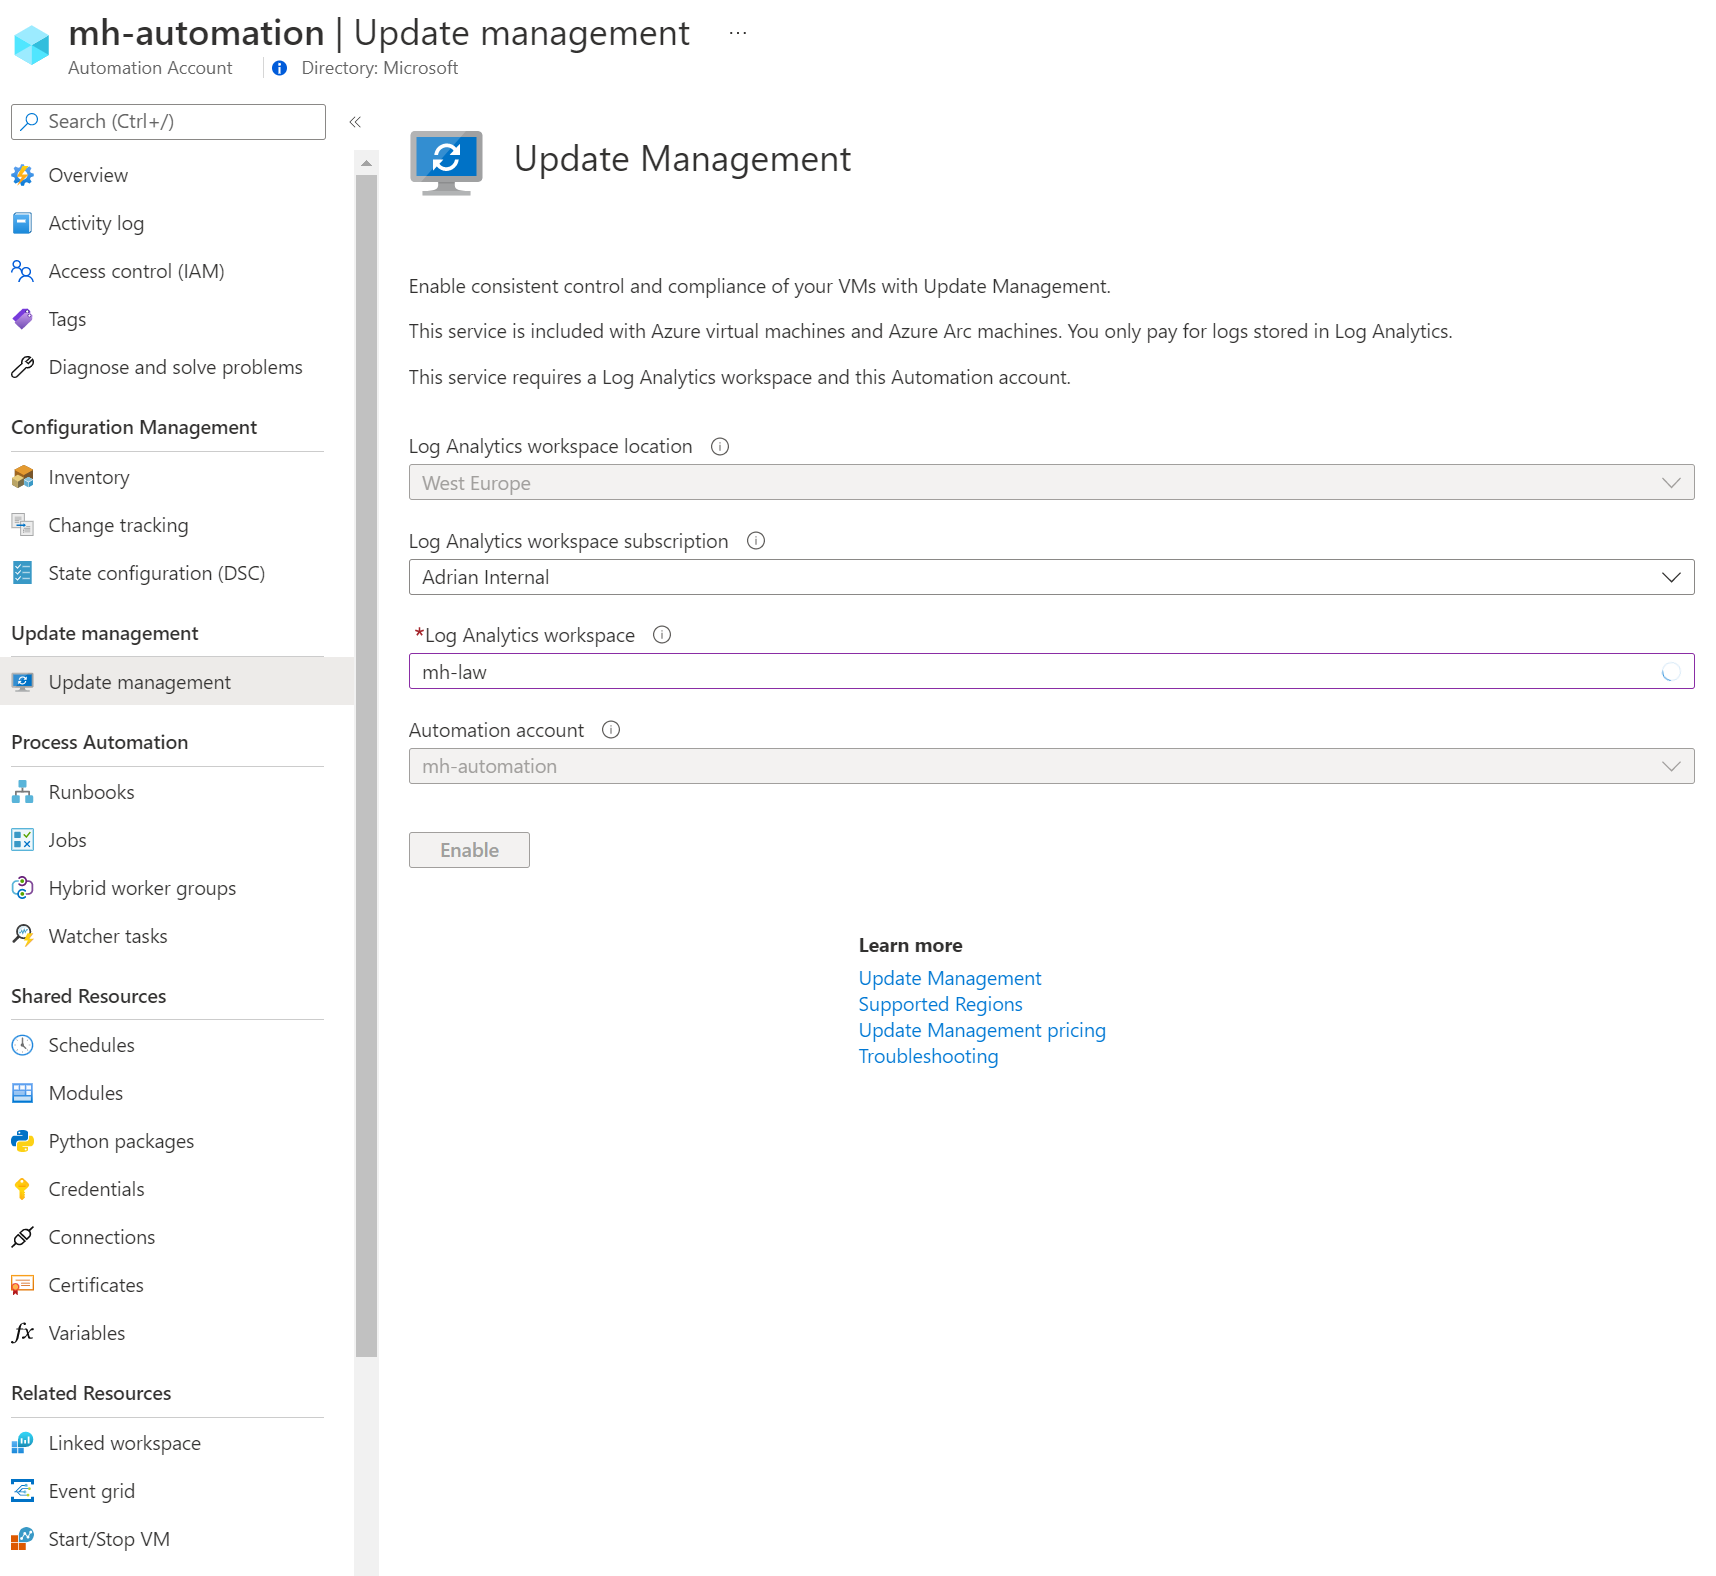 mh-automation | Update management ...
Automation Account
Directory: Microsoft
Search (Ctrl+/)
«
Overview
Activity log
Access control (IAM)
Tags
Diagnose and solve problems
Configuration Management
Inventory
Change tracking
State configuration (DSC)
Update management
Update management
Process Automation
Runbooks
Jobs
Hybrid worker groups
Watcher tasks
Shared Resources
Schedules
Modules
Python packages
Credentials
Connections
Certificates
Variables
Related Resources
Linked workspace
Event grid
Start/Stop VM
Update Management
Enable consistent control and compliance of your VMs with Update Management.
This service is included with Azure virtual machines and Azure Arc machines. You only pay for logs stored in Log Analytics.
This service requires a Log Analytics workspace and this Automation account.
Log Analytics workspace location
West Europe
Log Analytics workspace subscription
Adrian Internal
*Log Analytics workspace
mh-law
Automation account
mh-automation
Enable
Learn more
Update Management
Supported Regions
Update Management pricing
Troubleshooting